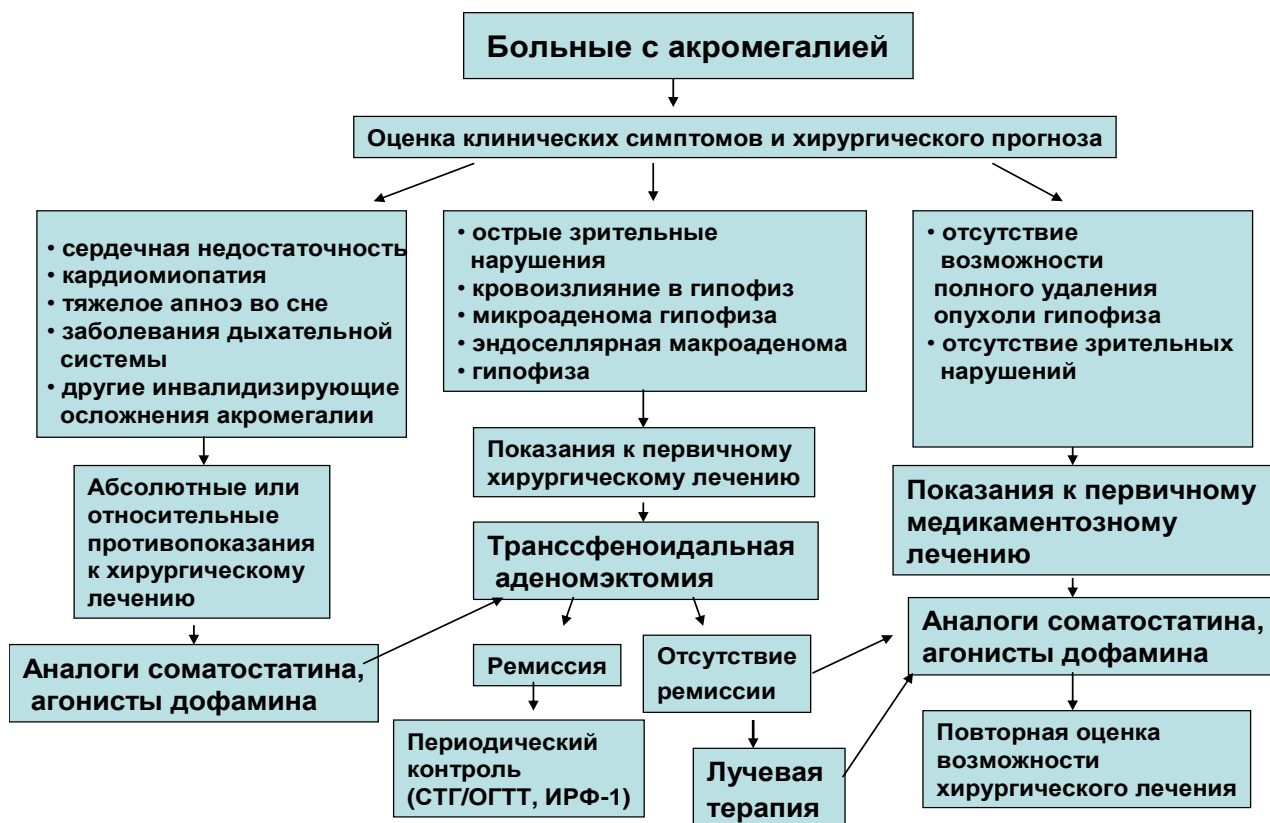 Больные с акромегалией
Оценка клинических симптомов и хирургического прогноза
• сердечная недостаточность
• кардиомиопатия
• тяжелое апноэ во сне
• заболевания дыхательной
системы
• другие инвалидизирующие
осложнения акромегалии
Абсолютные или
относительные
противопоказания
к хирургическому
лечению
Аналоги соматостатина,
агонисты дофамина
• острые зрительные
нарушения
• кровоизлияние в гипофиз
• микроаденома гипофиза
• эндоселлярная макроаденома
• гипофиза
Показания к первичному
хирургическому лечению
Транссфеноидальная
аденомэктомия
Ремиссия
Периодический
контроль
(СТГ/ОГТТ, ИРФ-1)
Отсутствие
ремиссии
Лучевая
терапия
• отсутствие
возможности
полного удаления
опухоли гипофиза
• отсутствие зрительных
нарушений
Показания к первичному
медикаментозному
лечению
Аналоги соматостатина,
агонисты дофамина
Повторная оценка
возможности
хирургического лечения